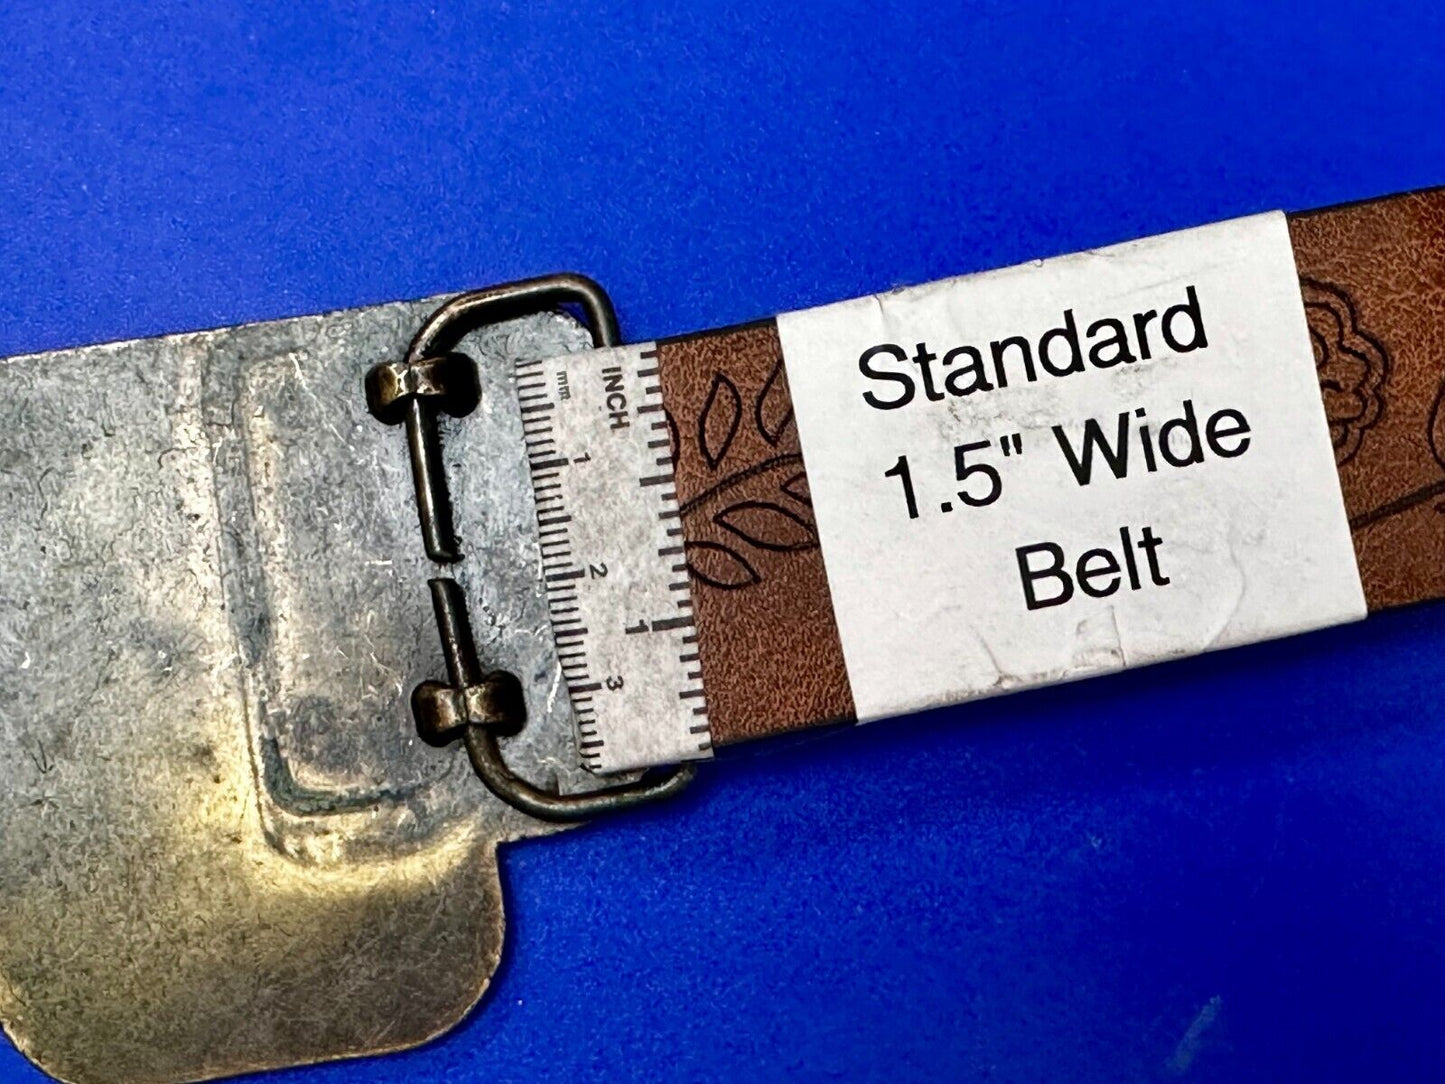 Standard
1.5" Wide
Belt
mm INCH
1
2
1
3